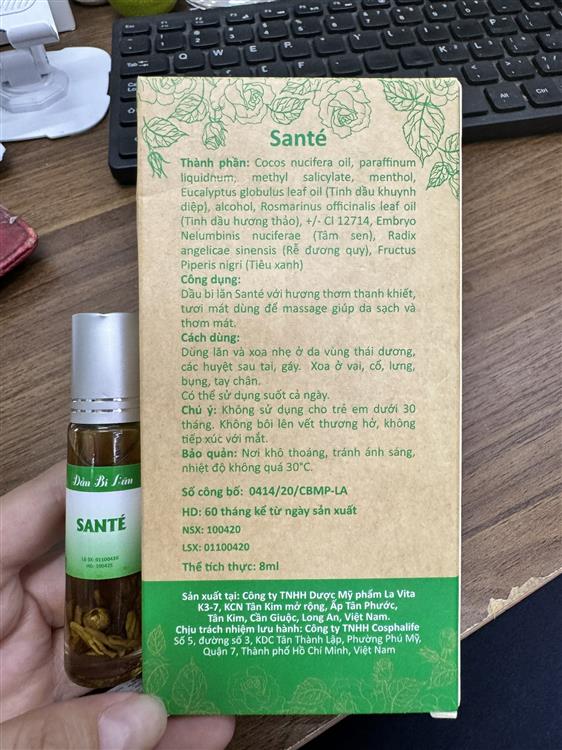 Santé
Thành phần: Cocos nucifera oil, paraffinum
liquidnum, methyl salicylate, menthol,
Eucalyptus globulus leaf oil (Tinh dầu khuynh
diệp), alcohol, Rosmarinus officinalis leaf oil
(Tinh dầu hương thảo), +/- CI 12714, Embryo
Nelumbinis nuciferae (Tâm sen), Radix
angelicae sinensis (Rễ đương quy), Fructus
Piperis nigri (Tiêu xanh)
Công dụng:
Dầu bi lăn Santé với hương thơm thanh khiết,
tươi mát dùng để massage giúp da sạch và
thơm mát.
Cách dùng:
Dùng lăn và xoa nhẹ ở da vùng thái dương,
các huyệt sau tai, gáy. Xoa ở vai, cổ, lưng,
bụng, tay chân.
Có thể sử dụng suốt cả ngày.
Chú ý: Không sử dụng cho trẻ em dưới 30
tháng. Không bôi lên vết thương hở, không
tiếp xúc với mắt.
Bảo quản: Nơi khô thoáng, tránh ánh sáng,
nhiệt độ không quá 30°C.
Số công bố: 0414/20/CBMP-LA
HD: 60 tháng kể từ ngày sản xuất
NSX: 100420
LSX: 01100420
Thể tích thực: 8ml
Sản xuất tại: Công ty TNHH Dược Mỹ phẩm La Vita
K3-7, KCN Tân Kim mở rộng, Ấp Tân Phước,
Tân Kim, Cần Giuộc, Long An, Việt Nam.
Chịu trách nhiệm lưu hành: Công ty TNHH Cosphalife
Số 5, đường số 3, KDC Tân Thành Lập, Phường Phú Mỹ,
Quận 7, Thành phố Hồ Chí Minh, Việt Nam
Dầu Bi Lăn
SANTÉ
Lô SX: 01100420
HD: 100425